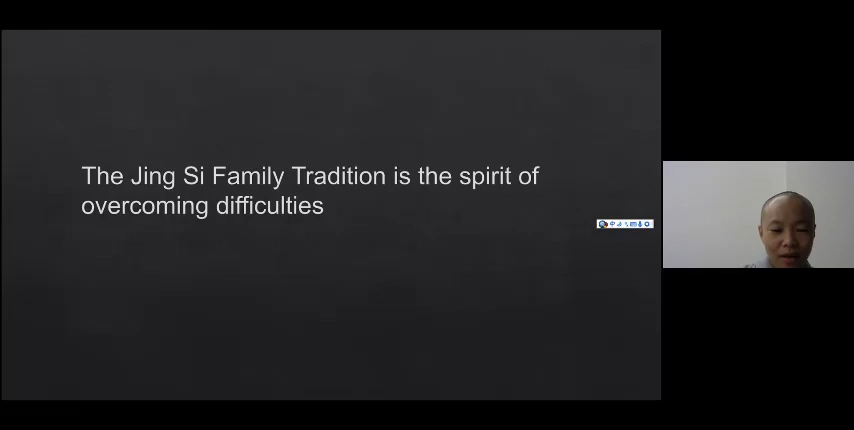 The Jing Si Family Tradition is the spirit of
overcoming difficulties